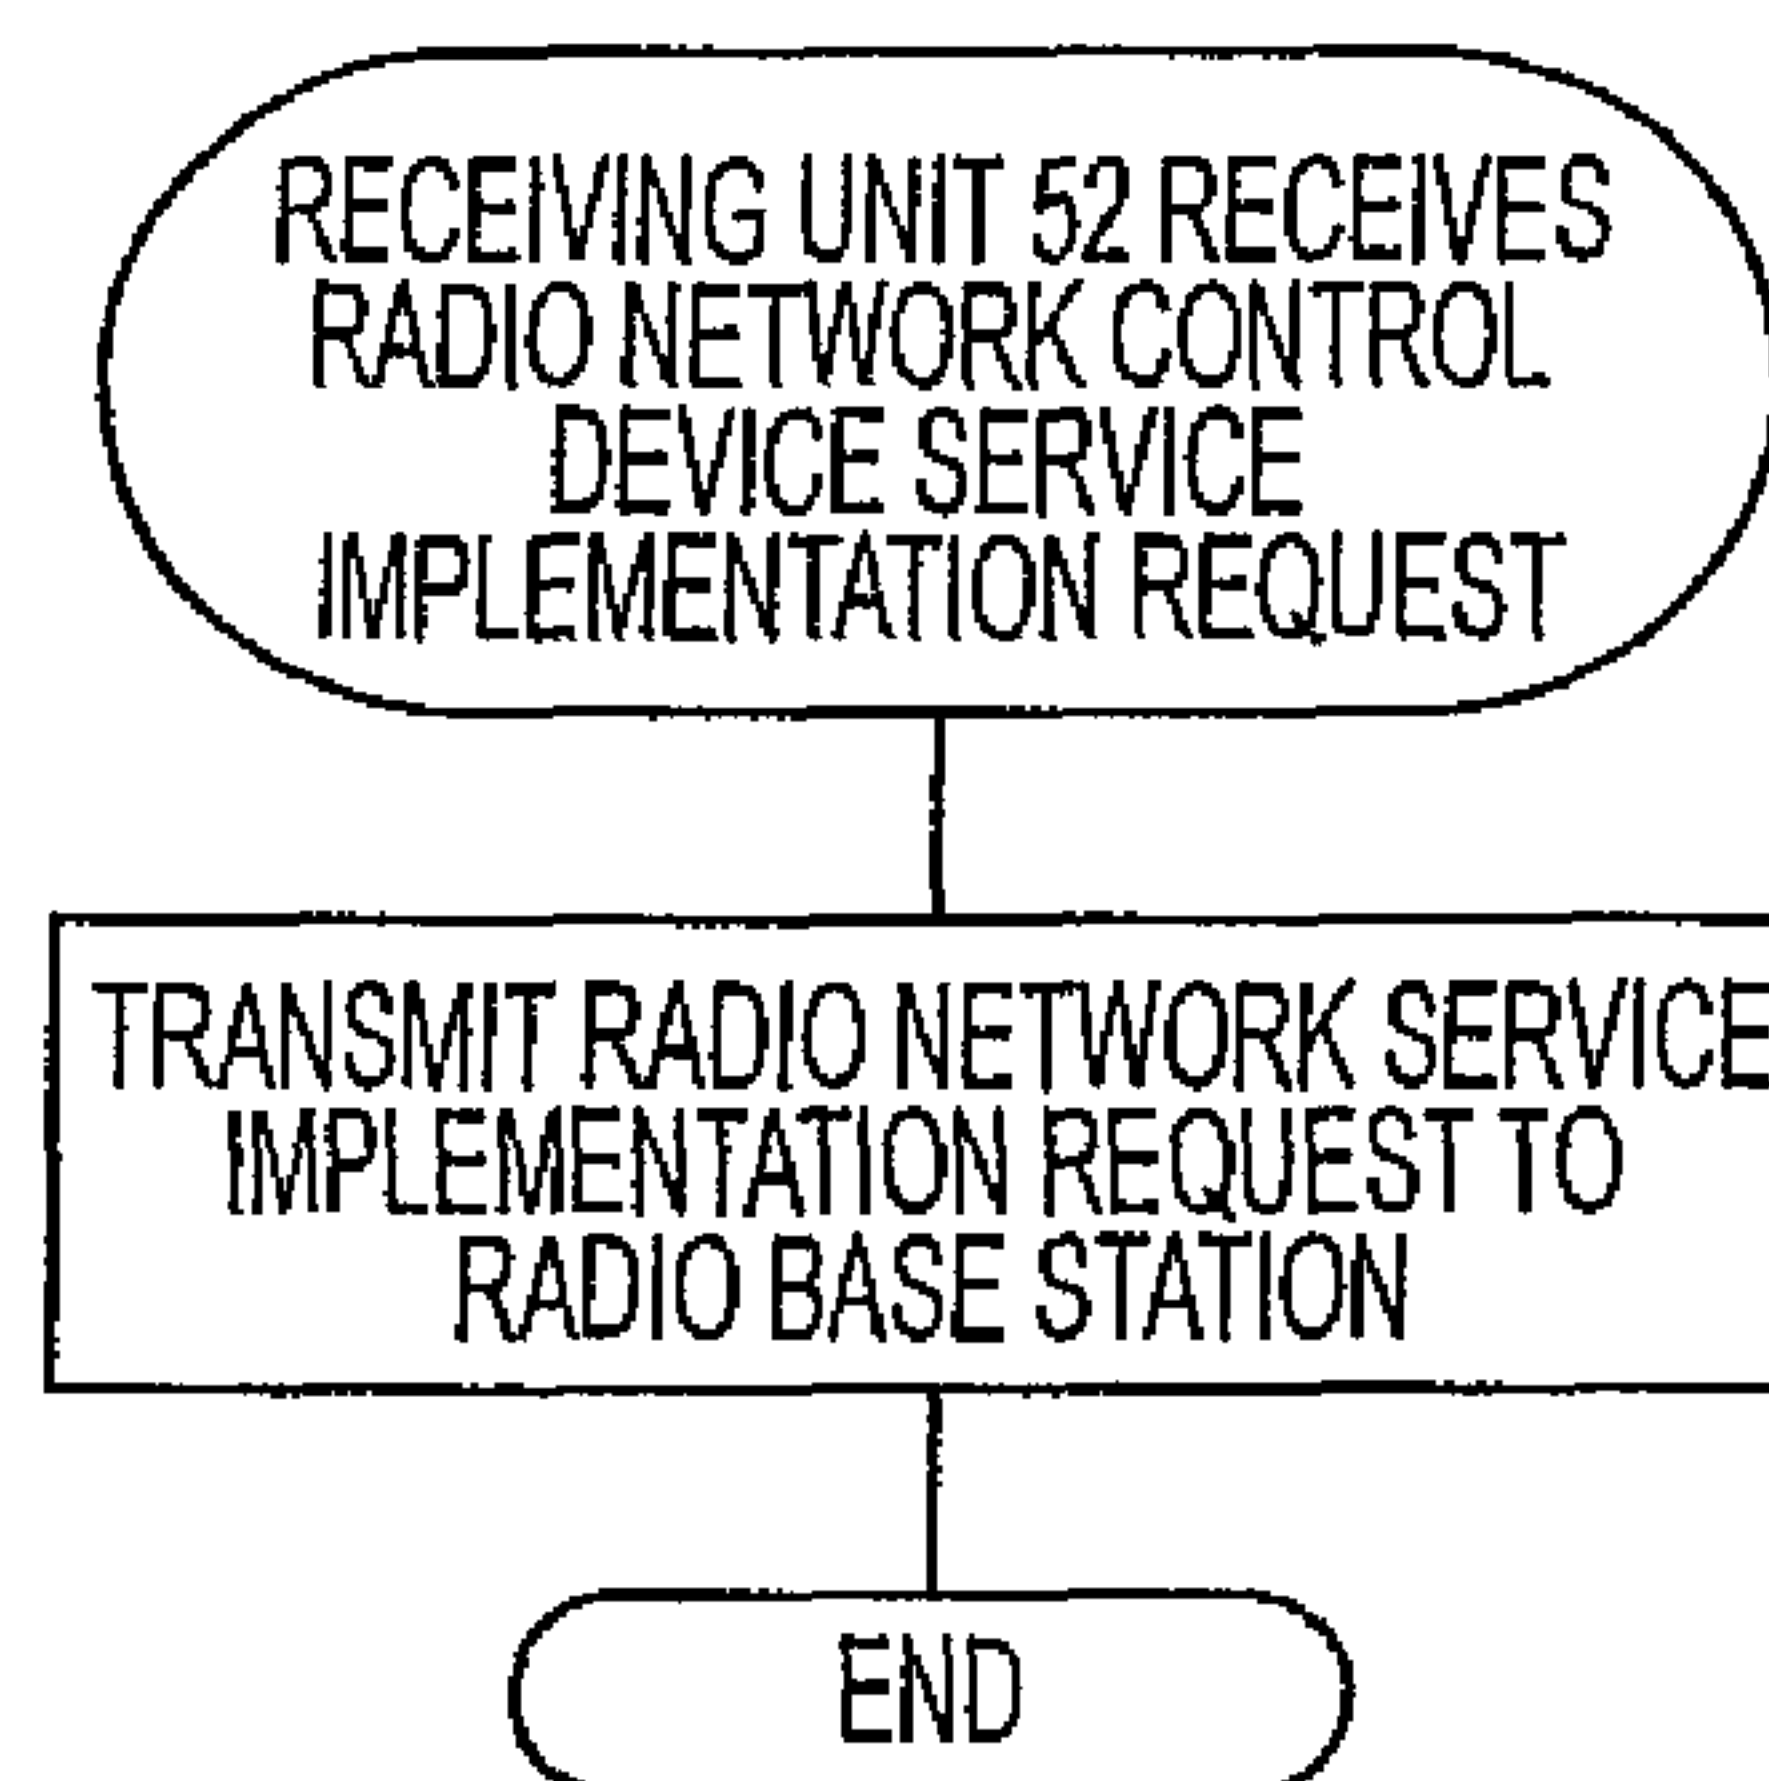 RECEIVING UNIT 52 RECEIVES
RADIO NETWORK CONTROL
DEVICE SERVICE
IMPLEMENTATION REQUEST
TRANSMIT RADIO NETWORK SERVICE
IMPLEMENTATION REQUEST TO
RADIO BASE STATION
END